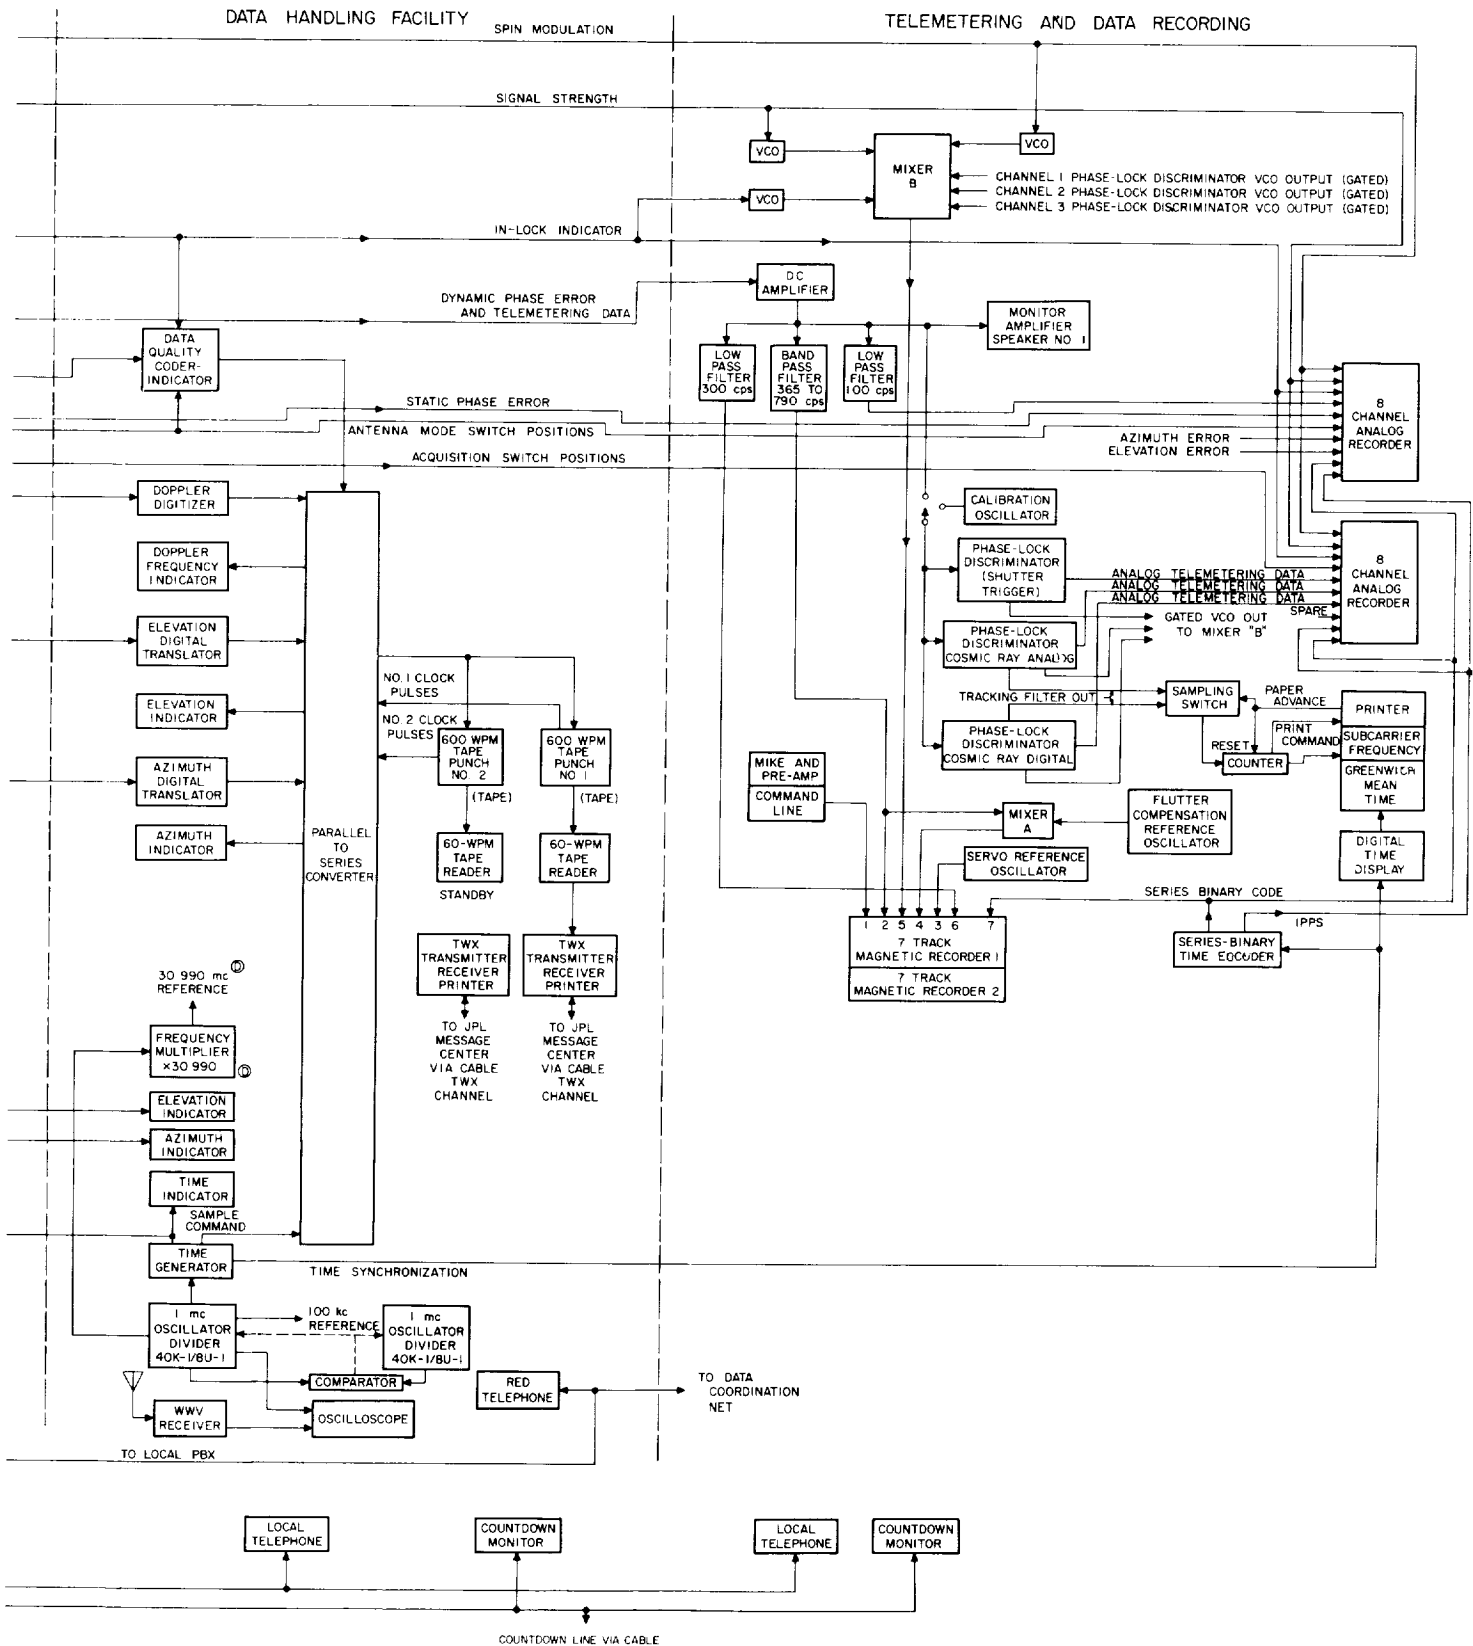 DATA HANDLING FACILITY
TELEMETERING AND DATA RECORDING
SPIN MODULATION
SIGNAL STRENGTH
VCO
VCO
MIXER
B
CHANNEL 1 PHASE-LOCK DISCRIMINATOR VCO OUTPUT (GATED)
CHANNEL 2 PHASE-LOCK DISCRIMINATOR VCO OUTPUT (GATED)
CHANNEL 3 PHASE-LOCK DISCRIMINATOR VCO OUTPUT (GATED)
VCO
IN-LOCK INDICATOR
DC
AMPLIFIER
DYNAMIC PHASE ERROR
AND TELEMETERING DATA
MONITOR
AMPLIFIER
SPEAKER NO 1
DATA
QUALITY
CODER-
INDICATOR
LOW
PASS
FILTER
300 cps
BAND
PASS
FILTER
365 TO
790 cps
LOW
PASS
FILTER
100 cps
STATIC PHASE ERROR
ANTENNA MODE SWITCH POSITIONS
AZIMUTH ERROR
ELEVATION ERROR
8
CHANNEL
ANALOG
RECORDER
ACQUISITION SWITCH POSITIONS
DOPPLER
DIGITIZER
CALIBRATION
OSCILLATOR
DOPPLER
FREQUENCY
INDICATOR
PHASE-LOCK
DISCRIMINATOR
(SHUTTER
TRIGGER)
ANALOG TELEMETERING DATA
ANALOG TELEMETERING DATA
ANALOG TELEMETERING DATA
SPARE
8
CHANNEL
ANALOG
RECORDER
GATED VCO OUT
TO MIXER "B"
ELEVATION
DIGITAL
TRANSLATOR
PHASE-LOCK
DISCRIMINATOR
COSMIC RAY ANALOG
NO. 1 CLOCK
PULSES
NO. 2 CLOCK
PULSES
TRACKING FILTER OUT
SAMPLING
SWITCH
PAPER
ADVANCE
ELEVATION
INDICATOR
PRINTER
SUBCARRIER
FREQUENCY
GREENWICH
MEAN
TIME
PRINT
COMMAND
RESET
COUNTER
600 WPM
TAPE
PUNCH
NO. 2
600 WPM
TAPE
PUNCH
NO 1
PHASE-LOCK
DISCRIMINATOR
COSMIC RAY DIGITAL
AZIMUTH
DIGITAL
TRANSLATOR
MIKE AND
PRE-AMP
COMMAND
LINE
(TAPE)
(TAPE)
MIXER
A
FLUTTER
COMPENSATION
REFERENCE
OSCILLATOR
AZIMUTH
INDICATOR
PARALLEL
TO
SERIES
CONVERTER
60-WPM
TAPE
READER
STANDBY
60-WPM
TAPE
READER
SERVO REFERENCE
OSCILLATOR
DIGITAL
TIME
DISPLAY
SERIES BINARY CODE
1PPS
SERIES-BINARY
TIME EOCODER
1 2 5 4 3 6 7
7 TRACK
MAGNETIC RECORDER 1
7 TRACK
MAGNETIC RECORDER 2
TWX
TRANSMITTER
RECEIVER
PRINTER
TWX
TRANSMITTER
RECEIVER
PRINTER
30 990 mc D
REFERENCE
TO JPL
MESSAGE
CENTER
VIA CABLE
TWX
CHANNEL
TO JPL
MESSAGE
CENTER
VIA CABLE
TWX
CHANNEL
FREQUENCY
MULTIPLIER
×30 990
D
ELEVATION
INDICATOR
AZIMUTH
INDICATOR
TIME
INDICATOR
SAMPLE
COMMAND
TIME
GENERATOR
TIME SYNCHRONIZATION
1 mc
OSCILLATOR
DIVIDER
40K-1/8U-1
100 kc
REFERENCE
1 mc
OSCILLATOR
DIVIDER
40K-1/8U-1
COMPARATOR
RED
TELEPHONE
TO DATA
COORDINATION
NET
WWV
RECEIVER
OSCILLOSCOPE
TO LOCAL PBX
LOCAL
TELEPHONE
COUNTDOWN
MONITOR
LOCAL
TELEPHONE
COUNTDOWN
MONITOR
COUNTDOWN LINE VIA CABLE